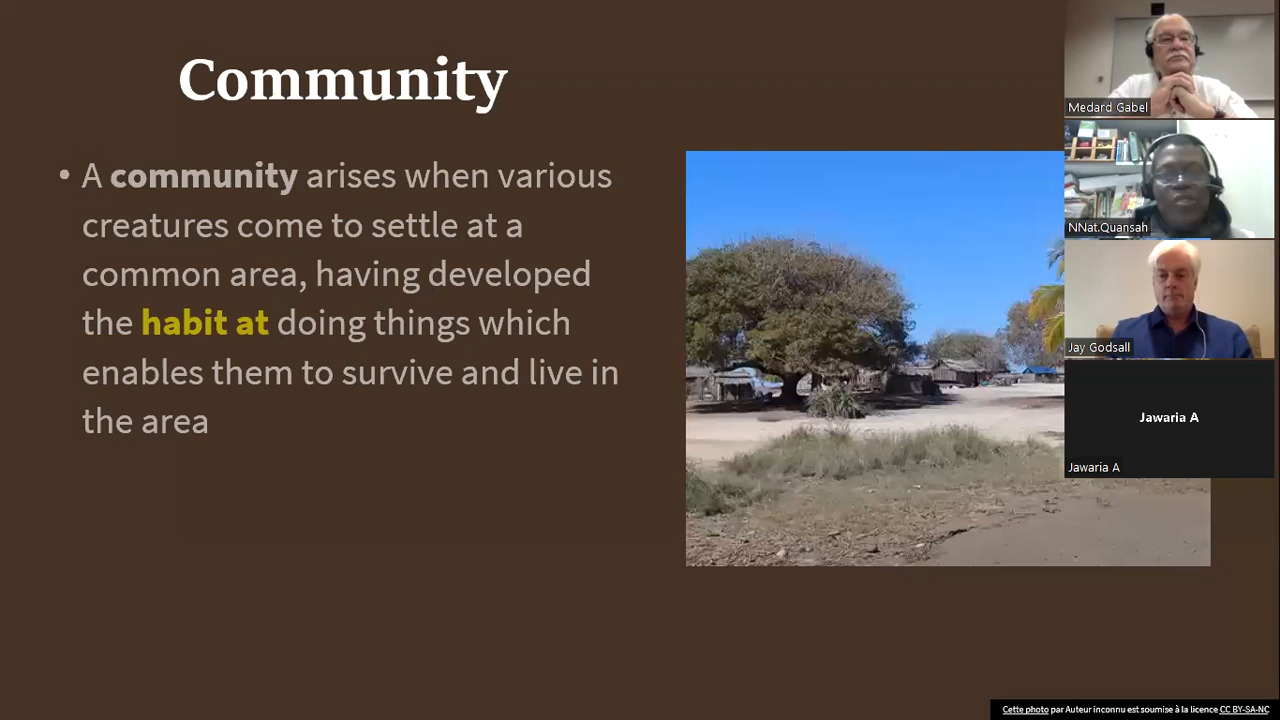 Community
• A community arises when various
creatures come to settle at a
common area, having developed
the habit at doing things which
enables them to survive and live in
the area
Medard Gabel
NNat.Quansah
Jay Godsall
Jawaria A
Jawaria A
Cette photo par Auteur inconnu est soumise à la licence CC BY-SA-NC